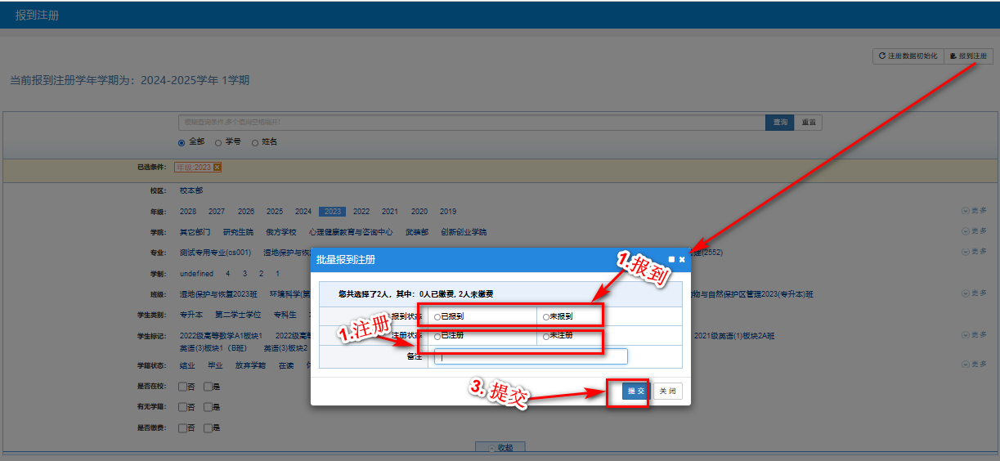 报到注册
注册数据初始化 报到注册
当前报到注册学年学期为：2024-2025学年 1学期
模糊查询条件,多个值间空格隔开! 查询 重置
全部 学号 姓名
已选条件: 年级:2023
校区: 校本部
年级: 2028 2027 2026 2025 2024 2023 2022 2021 2020 2019 更多
学院: 其它部门 研究生院 俄方学校 心理健康教育与咨询中心 武装部 创新创业学院 更多
专业: 测试专用专业(cs001) 湿地保护与恢 (2552) 更多
学制: undefined 4 3 2 1
班级: 湿地保护与恢复2023班 环境科学(第 物与自然保护区管理2023(专升本)班 更多
学生类别: 专升本 第二学士学位 专科生
学生标记: 2022级高等数学A1板块1 2022级高等 2021级英语(1)板块2A班 更多
英语(3)板块1（B班） 英语(3)板块2
学籍状态: 结业 毕业 放弃学籍 在读 更多
是否在校: 否 是
有无学籍: 否 是
是否缴费: 否 是
收起
批量报到注册
您共选择了2人，其中：0人已缴费, 2人未缴费
报到状态 已报到 未报到
注册状态 已注册 未注册
备注
提 交 关 闭
1.报到
1.注册
3. 提交